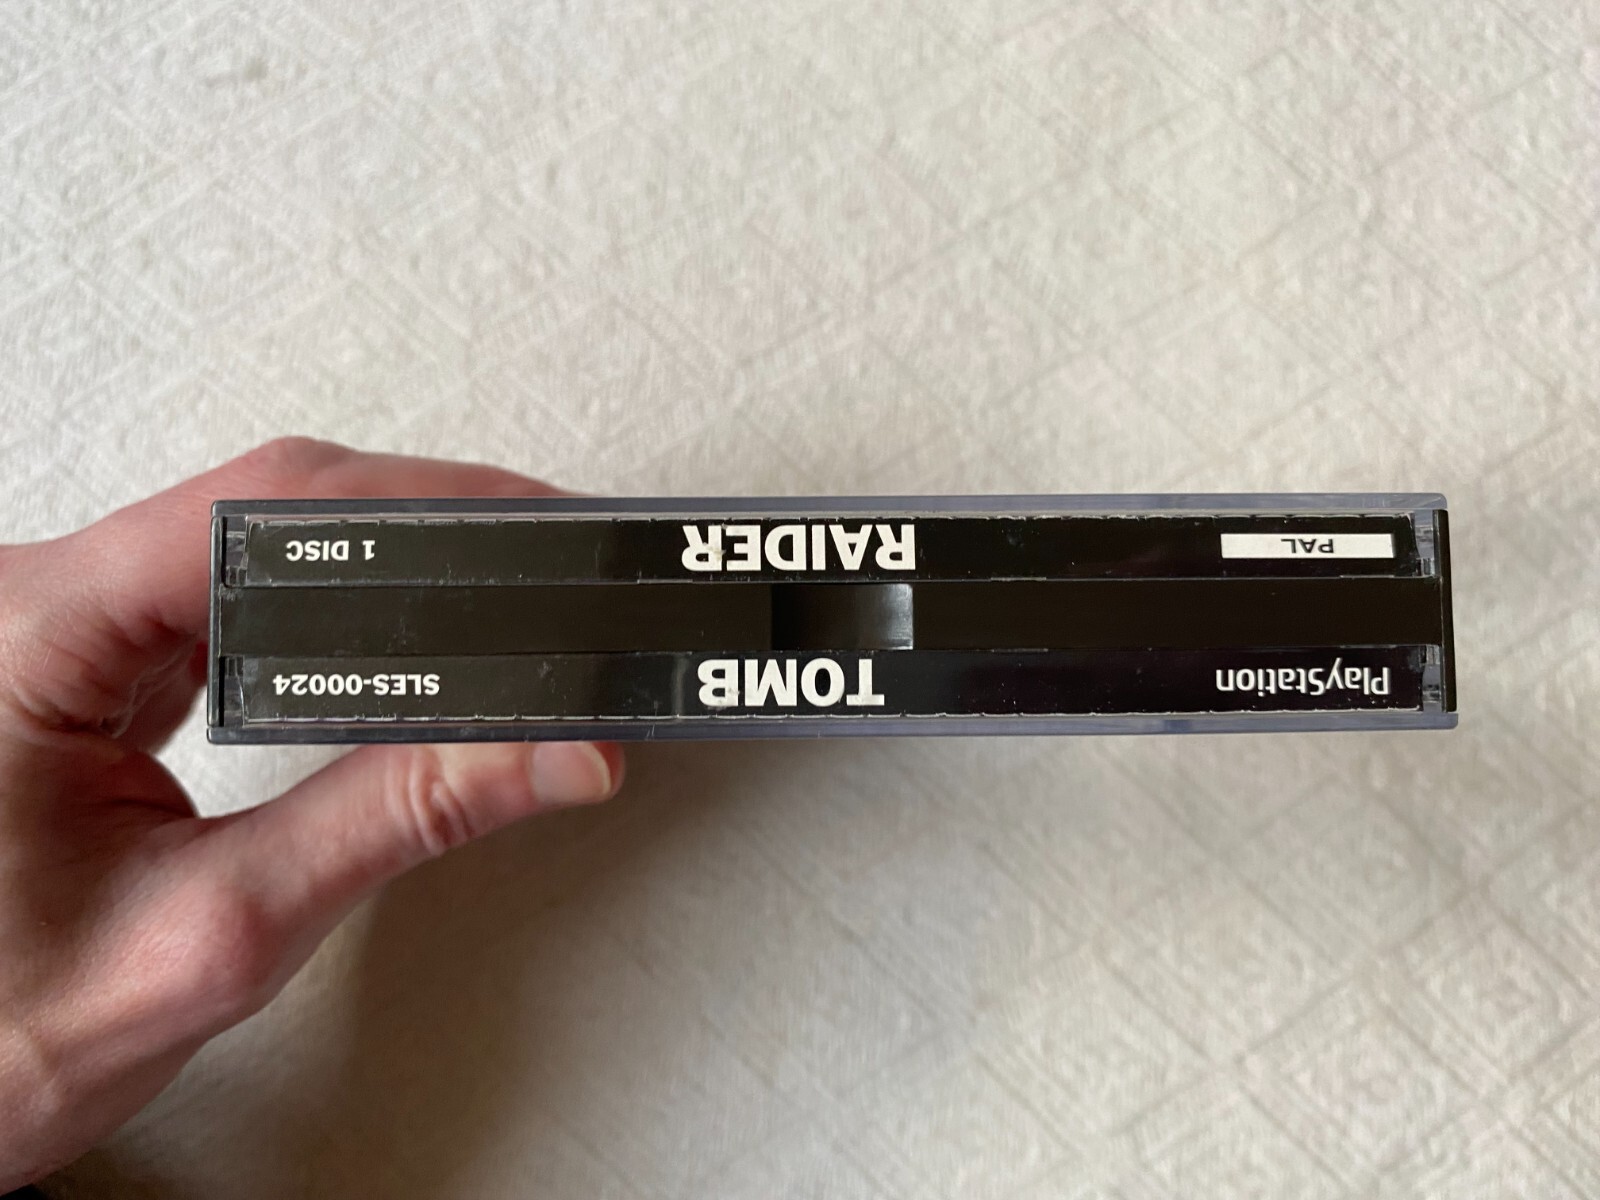 PlayStation TOMB SLES-00024
PAL RAIDER 1 DISC